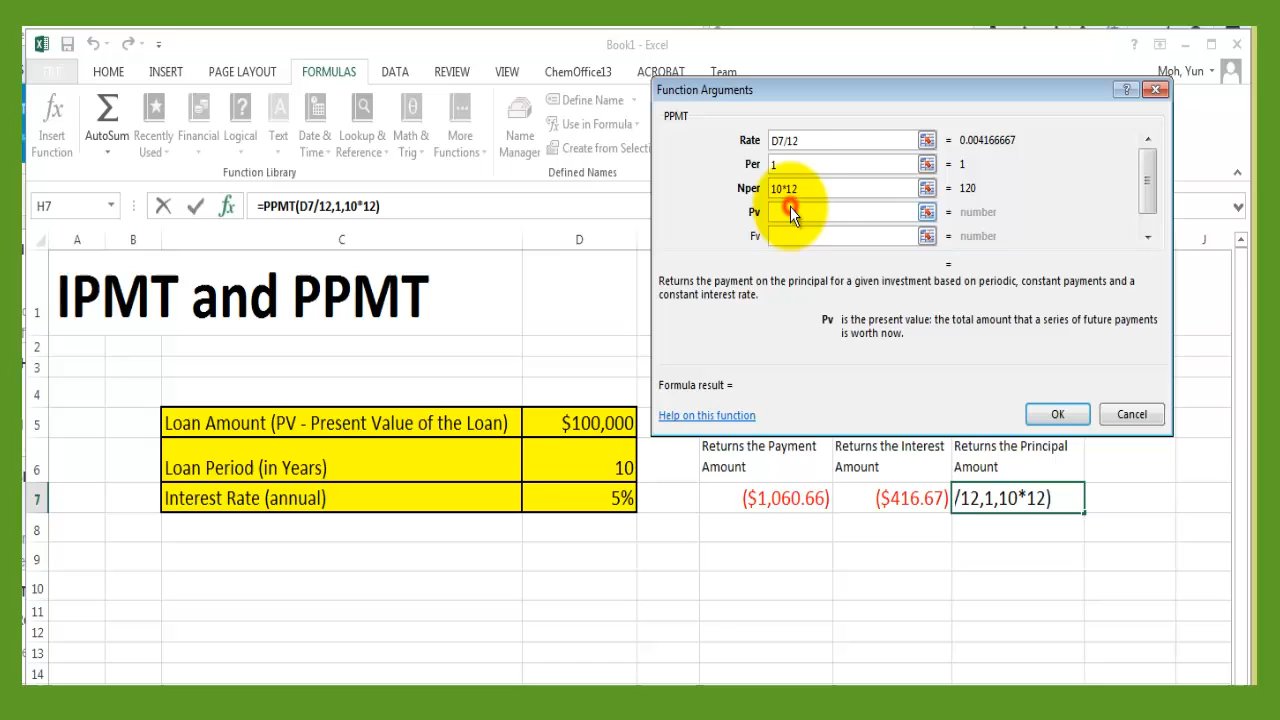 Book1 - Excel
?
HOME INSERT PAGE LAYOUT FORMULAS DATA REVIEW VIEW ChemOffice13 ACROBAT Team
Moh, Yun
Function Arguments
?
PPMT
Rate D7/12 = 0.004166667
Per 1 = 1
Nper 10*12 = 120
Pv = number
Fv = number
=
Returns the payment on the principal for a given investment based on periodic, constant payments and a
constant interest rate.
Pv is the present value: the total amount that a series of future payments
is worth now.
Formula result =
Help on this function
OK Cancel
fx
Insert
Function
AutoSum
Recently
Used
Financial
Logical
Text
Date &
Time
Lookup &
Reference
Math &
Trig
More
Functions
Name
Manager
Define Name
Use in Formula
Create from Selecti
Function Library
Defined Names
H7 fx =PPMT(D7/12,1,10*12)
A B C D J
1 IPMT and PPMT
2
3
4
5 Loan Amount (PV - Present Value of the Loan) $100,000
6 Loan Period (in Years) 10
Returns the Payment
Amount
Returns the Interest
Amount
Returns the Principal
Amount
7 Interest Rate (annual) 5% ($1,060.66) ($416.67) /12,1,10*12)
8
9
10
11
12
13
14